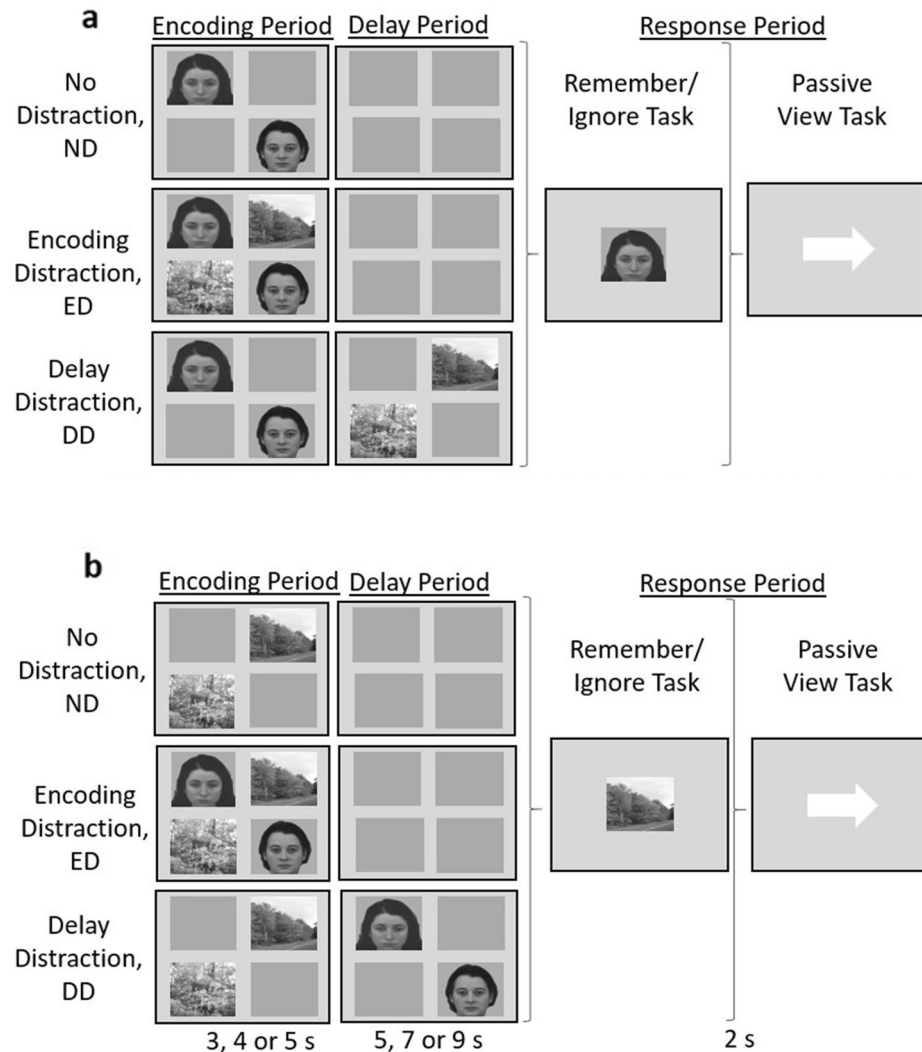 a
Encoding Period Delay Period Response Period
No
Distraction,
ND
Remember/
Ignore Task
Passive
View Task
Encoding
Distraction,
ED
Delay
Distraction,
DD
b
Encoding Period Delay Period Response Period
No
Distraction,
ND
Remember/
Ignore Task
Passive
View Task
Encoding
Distraction,
ED
Delay
Distraction,
DD
3, 4 or 5 s 5, 7 or 9 s 2 s